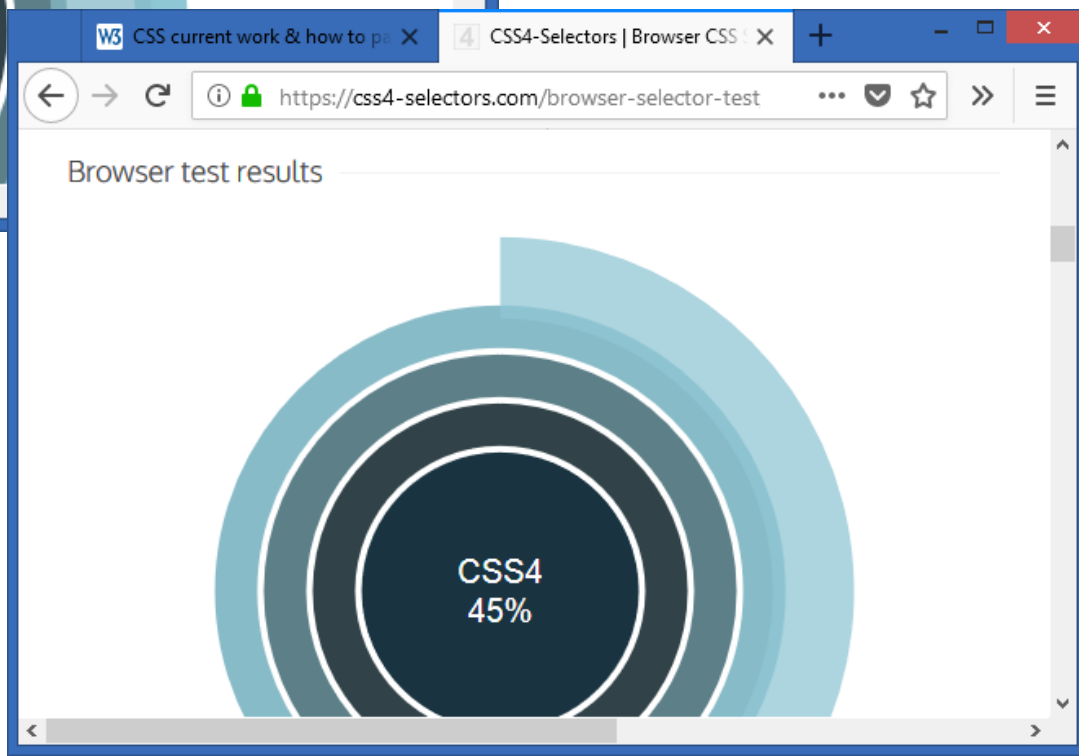 W3 CSS current work & how to pa
4 CSS4-Selectors | Browser CSS S
https://css4-selectors.com/browser-selector-test
Browser test results
CSS4
45%